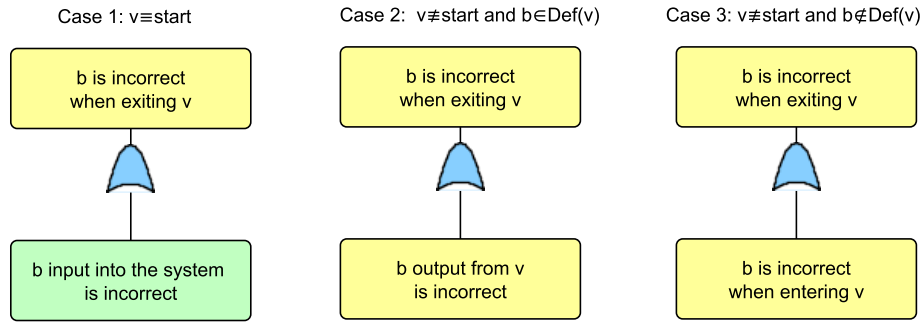 Case 1: v≡start
b is incorrect
when exiting v
b input into the system
is incorrect
Case 2: v≢start and b∈Def(v)
b is incorrect
when exiting v
b output from v
is incorrect
Case 3: v≢start and b∉Def(v)
b is incorrect
when exiting v
b is incorrect
when entering v